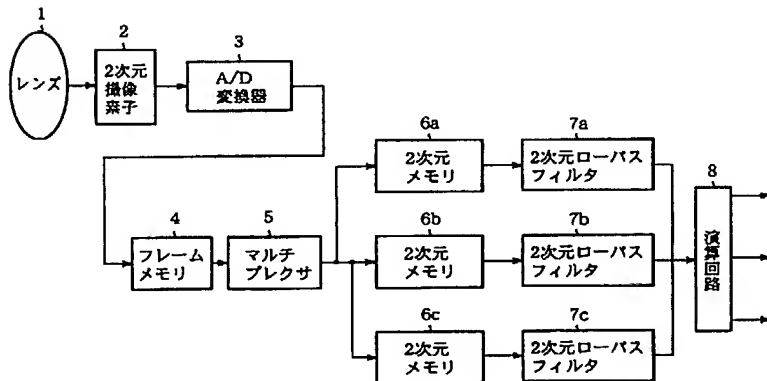 1
レンズ
2
2次元
撮像
素子
3
A/D
変換器
4
フレーム
メモリ
5
マルチ
プレクサ
6a
2次元
メモリ
7a
2次元ローパス
フィルタ
6b
2次元
メモリ
7b
2次元ローパス
フィルタ
6c
2次元
メモリ
7c
2次元ローパス
フィルタ
8
演算回路